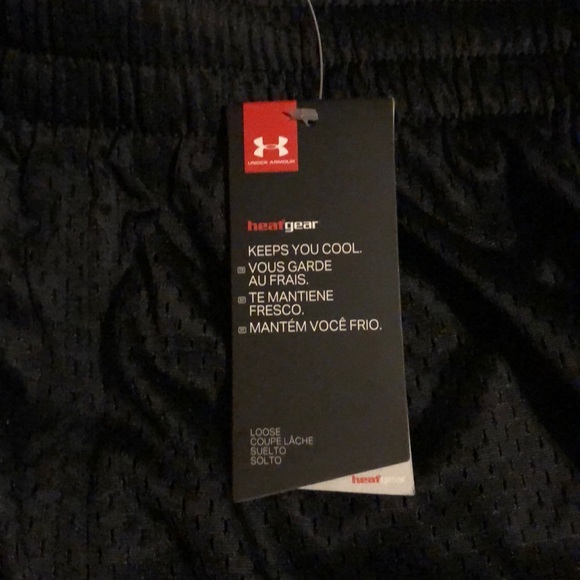 UNDER ARMOUR
heatgear
KEEPS YOU COOL.
VOUS GARDE
AU FRAIS.
TE MANTIENE
FRESCO.
MANTÉM VOCÊ FRIO.
LOOSE
COUPE LÂCHE
SUELTO
SOLTO
heatgear